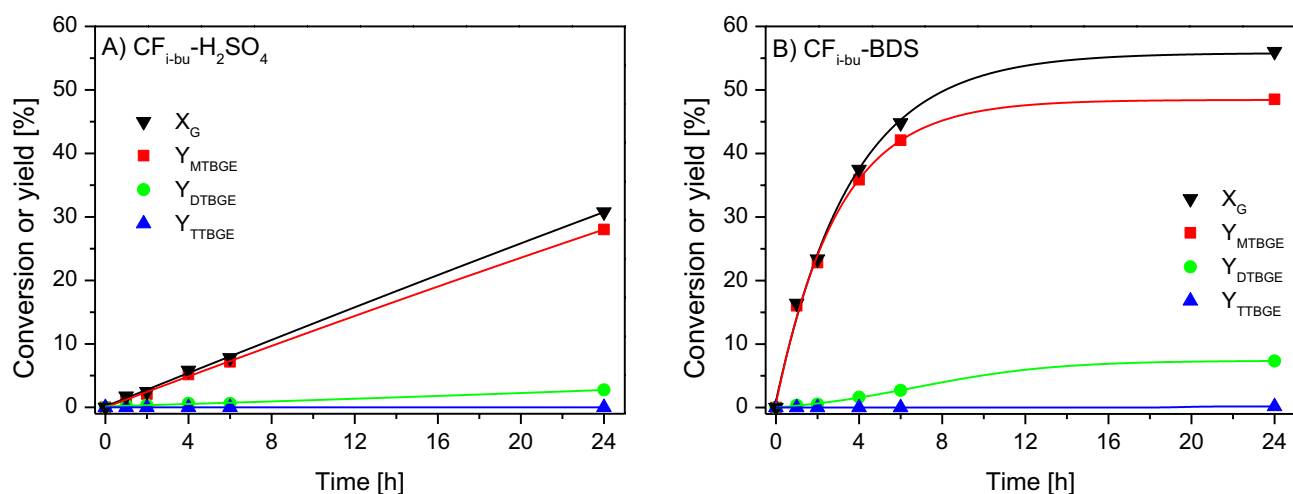 A) CFi-bu-H2SO4
Conversion or yield [%]
60
50
40
30
20
10
0
XG
YMTBGE
YDTBGE
YTTBGE
0 4 8 12 16 20 24
Time [h]
B) CFi-bu-BDS
Conversion or yield [%]
60
50
40
30
20
10
0
XG
YMTBGE
YDTBGE
YTTBGE
0 4 8 12 16 20 24
Time [h]